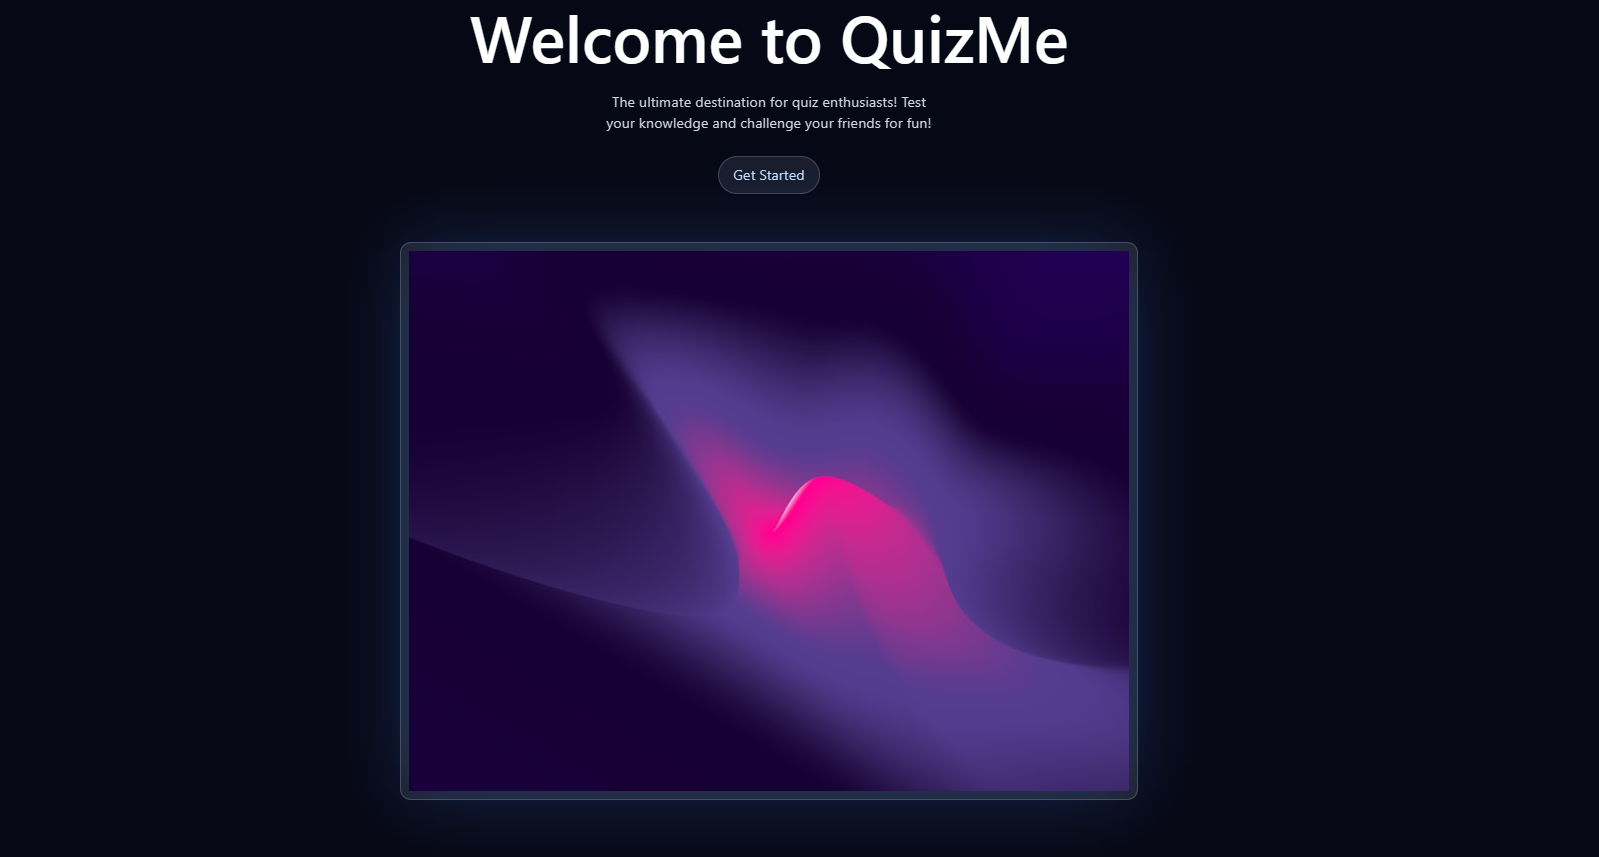 Welcome to QuizMe
The ultimate destination for quiz enthusiasts! Test
your knowledge and challenge your friends for fun!
Get Started